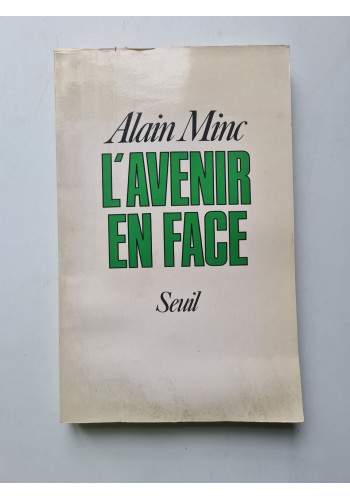 Alain Minc
L'AVENIR
EN FACE
Seuil